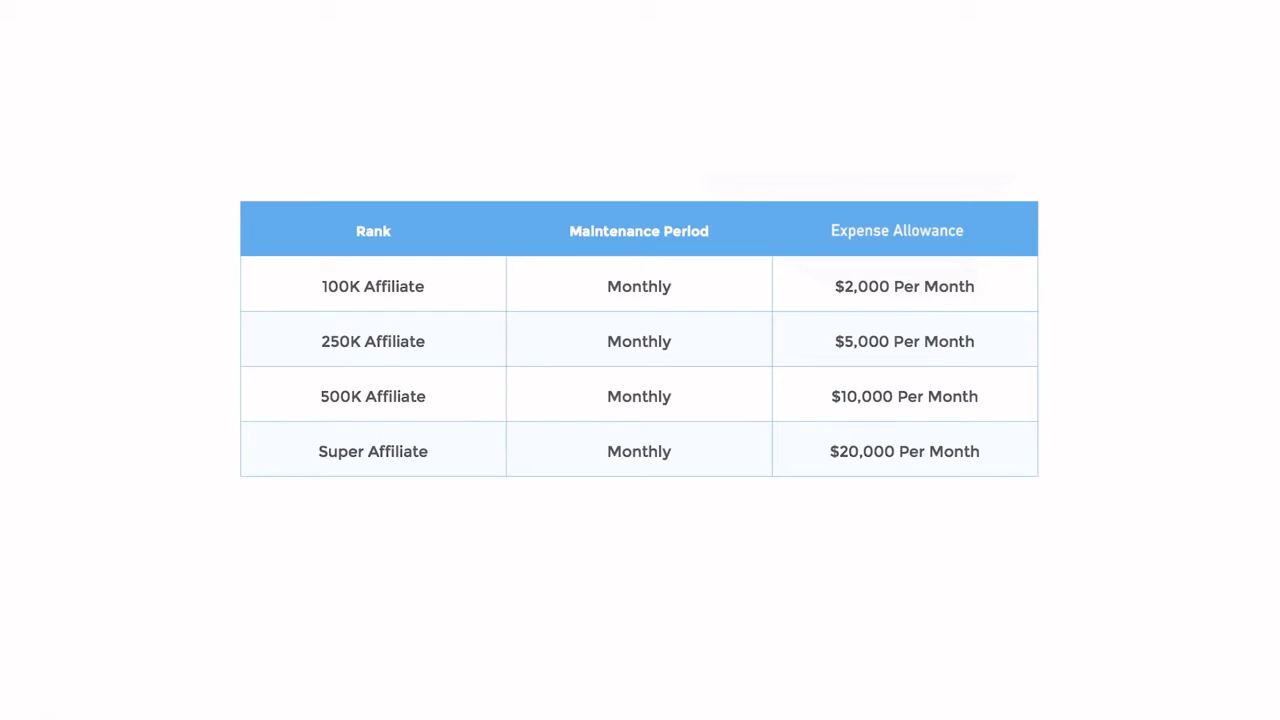 Rank Maintenance Period Expense Allowance
100K Affiliate Monthly $2,000 Per Month
250K Affiliate Monthly $5,000 Per Month
500K Affiliate Monthly $10,000 Per Month
Super Affiliate Monthly $20,000 Per Month